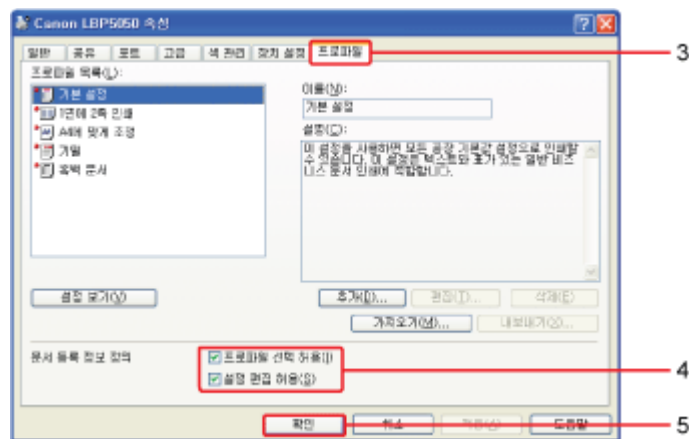 Canon LBP5050 속성
일반 공유 포트 고급 색 관리 장치 설정 프로파일
3
프로파일 목록(L):
기본 설정
1면에 2쪽 인쇄
A4에 맞게 조정
기밀
흑백 문서
이름(N):
기본 설정
설명(C):
이 설정을 사용하면 모든 공장 기본값 설정으로 인쇄할
수 있습니다. 이 설정은 텍스트와 표가 있는 일반 비즈
니스 문서 인쇄에 적합합니다.
설정 보기(V)
추가(D)... 편집(T)... 삭제(E)
가져오기(M)... 내보내기(X)...
문서 등록 정보 정의
프로파일 선택 허용(I)
설정 편집 허용(S)
4
확인 취소 적용(A) 도움말
5